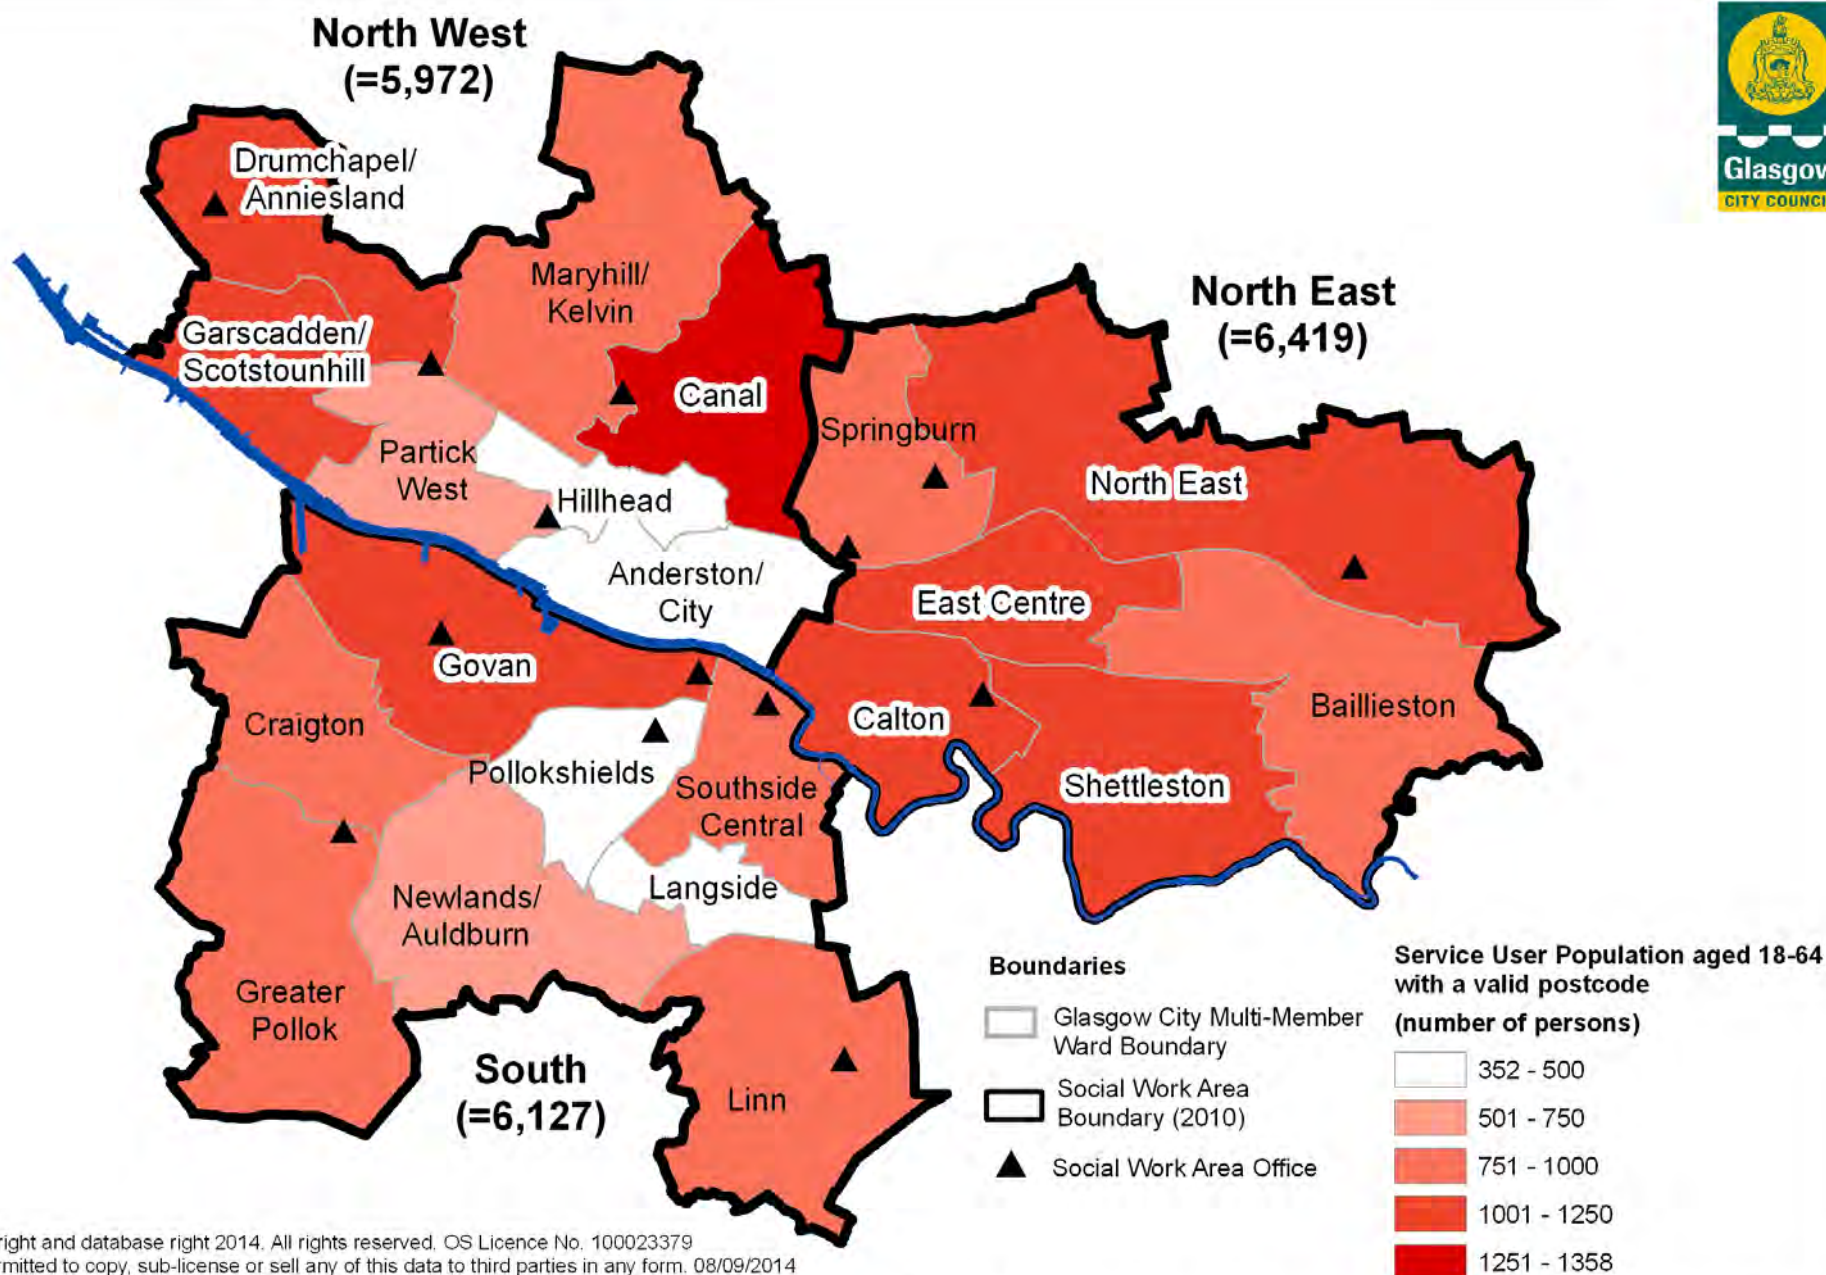 North West
(=5,972)
Drumchapel/
Anniesland
Maryhill/
Kelvin
Garscadden/
Scotstounhill
Canal
Partick
West
Hillhead
Anderston/
City
North East
(=6,419)
Springburn
North East
East Centre
Baillieston
Calton
Shettleston
Govan
Craigton
Pollokshields
Southside
Central
Langside
Newlands/
Auldburn
Greater
Pollok
Linn
South
(=6,127)
Glasgow
CITY COUNC
Boundaries
Glasgow City Multi-Member
Ward Boundary
Social Work Area
Boundary (2010)
Social Work Area Office
Service User Population aged 18-64
with a valid postcode
(number of persons)
352 - 500
501 - 750
751 - 1000
1001 - 1250
1251 - 1358
right and database right 2014. All rights reserved. OS Licence No. 100023379
rmitted to copy, sub-license or sell any of this data to third parties in any form. 08/09/2014